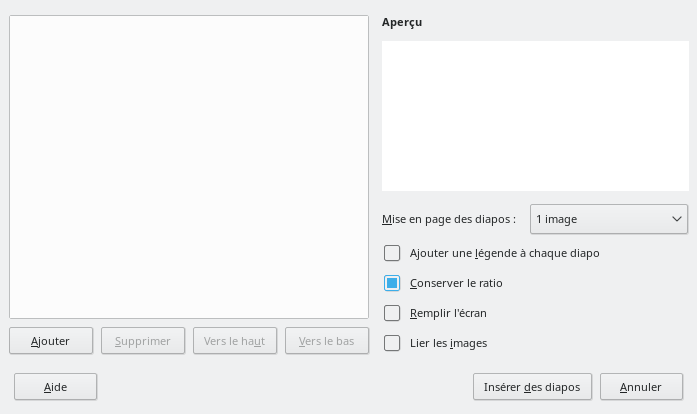 Aperçu
Mise en page des diapos :
1 image
Ajouter une légende à chaque diapo
Conserver le ratio
Remplir l'écran
Lier les images
Ajouter
Supprimer
Vers le haut
Vers le bas
Aide
Insérer des diapos
Annuler